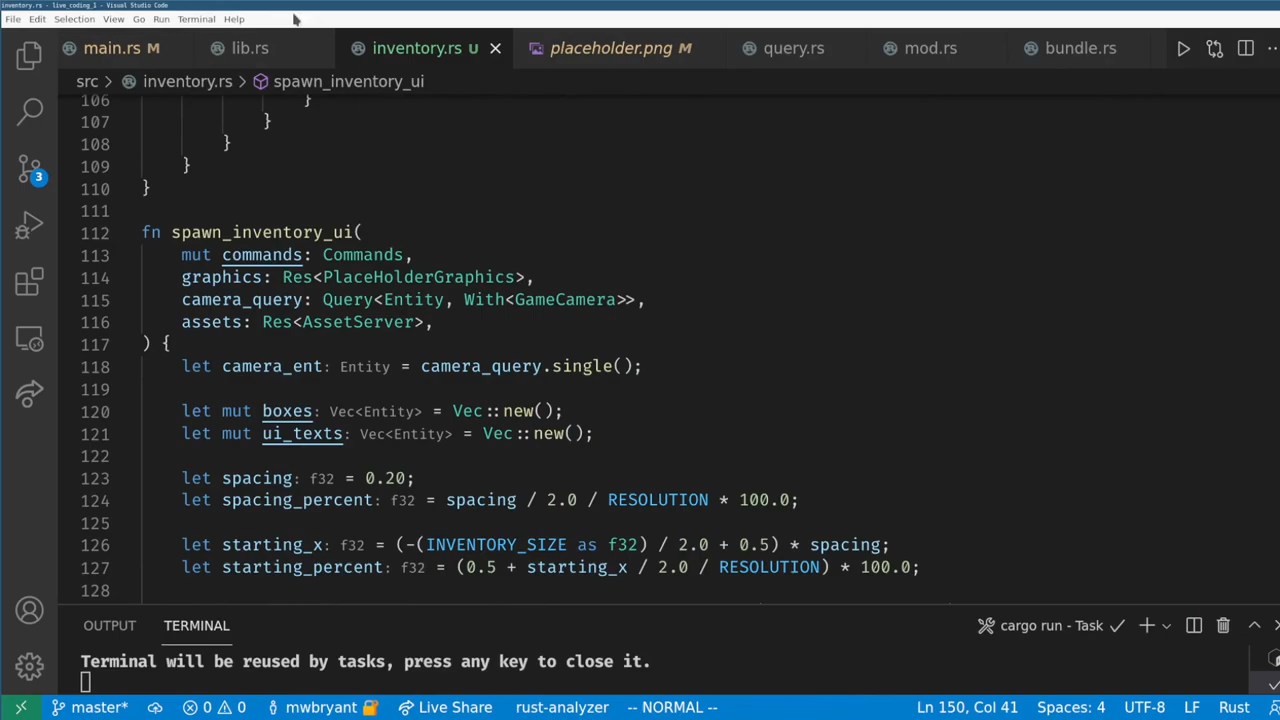 inventory.rs - live_coding_1 - Visual Studio Code
File Edit Selection View Go Run Terminal Help
main.rs M lib.rs inventory.rs U placeholder.png M query.rs mod.rs bundle.rs
src > inventory.rs > spawn_inventory_ui
106 }
107 }
108 }
109 }
110 }
111
112 fn spawn_inventory_ui(
113 mut commands: Commands,
114 graphics: Res<PlaceHolderGraphics>,
115 camera_query: Query<Entity, With<GameCamera>>,
116 assets: Res<AssetServer>,
117 ) {
118 let camera_ent: Entity = camera_query.single();
119
120 let mut boxes: Vec<Entity> = Vec::new();
121 let mut ui_texts: Vec<Entity> = Vec::new();
122
123 let spacing: f32 = 0.20;
124 let spacing_percent: f32 = spacing / 2.0 / RESOLUTION * 100.0;
125
126 let starting_x: f32 = (-(INVENTORY_SIZE as f32) / 2.0 + 0.5) * spacing;
127 let starting_percent: f32 = (0.5 + starting_x / 2.0 / RESOLUTION) * 100.0;
128
3
OUTPUT TERMINAL cargo run - Task
Terminal will be reused by tasks, press any key to close it.
master* 0 0 mwbryant Live Share rust-analyzer -- NORMAL -- Ln 150, Col 41 Spaces: 4 UTF-8 LF Rust